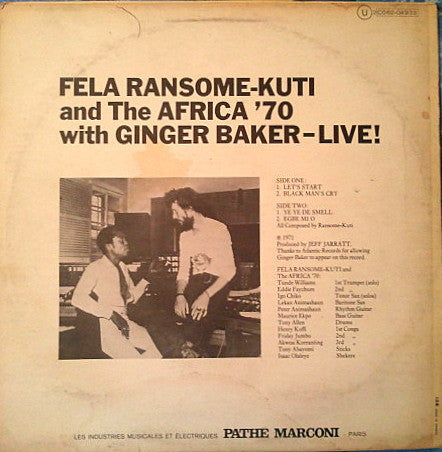 U 2C062-04933
FELA RANSOME-KUTI
and The AFRICA '70
with GINGER BAKER – LIVE!
SIDE ONE:
1. LET'S START
2. BLACK MAN'S CRY
SIDE TWO:
1. YE YE DE SMELL
2. EGBE MI O
All Composed by Ransome-Kuti
℗ 1971
Produced by JEFF JARRATT.
Thanks to Atlantic Records for allowing
Ginger Baker to appear on this record.
FELA RANSOME-KUTI and
The AFRICA '70:
Tunde Williams 1st Trumpet (solo)
Eddie Faychum 2nd „
Igo Chiko Tenor Sax (solos)
Lekan Animashaun Baritone Sax
Peter Animashaun Rhythm Guitar
Maurice Ekpo Bass Guitar
Tony Allen Drums
Henry Koffi 1st Conga
Friday Jumbo 2nd „
Akwesi Korranting 3rd „
Tony Abayomi Sticks
Isaac Olaleye Shekere
LES INDUSTRIES MUSICALES ET ÉLECTRIQUES PATHE MARCONI PARIS